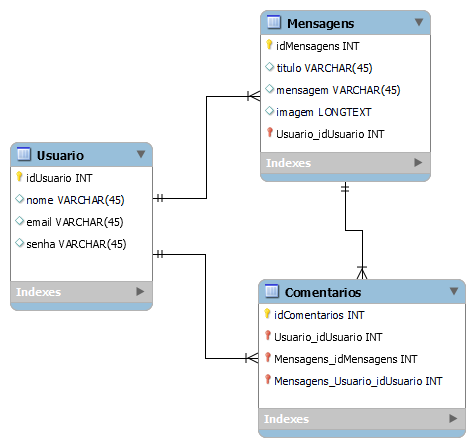 Mensagens
idMensagens INT
titulo VARCHAR(45)
mensagem VARCHAR(45)
imagem LONGTEXT
Usuario_idUsuario INT
Indexes
Usuario
idUsuario INT
nome VARCHAR(45)
email VARCHAR(45)
senha VARCHAR(45)
Indexes
Comentarios
idComentarios INT
Usuario_idUsuario INT
Mensagens_idMensagens INT
Mensagens_Usuario_idUsuario INT
Indexes